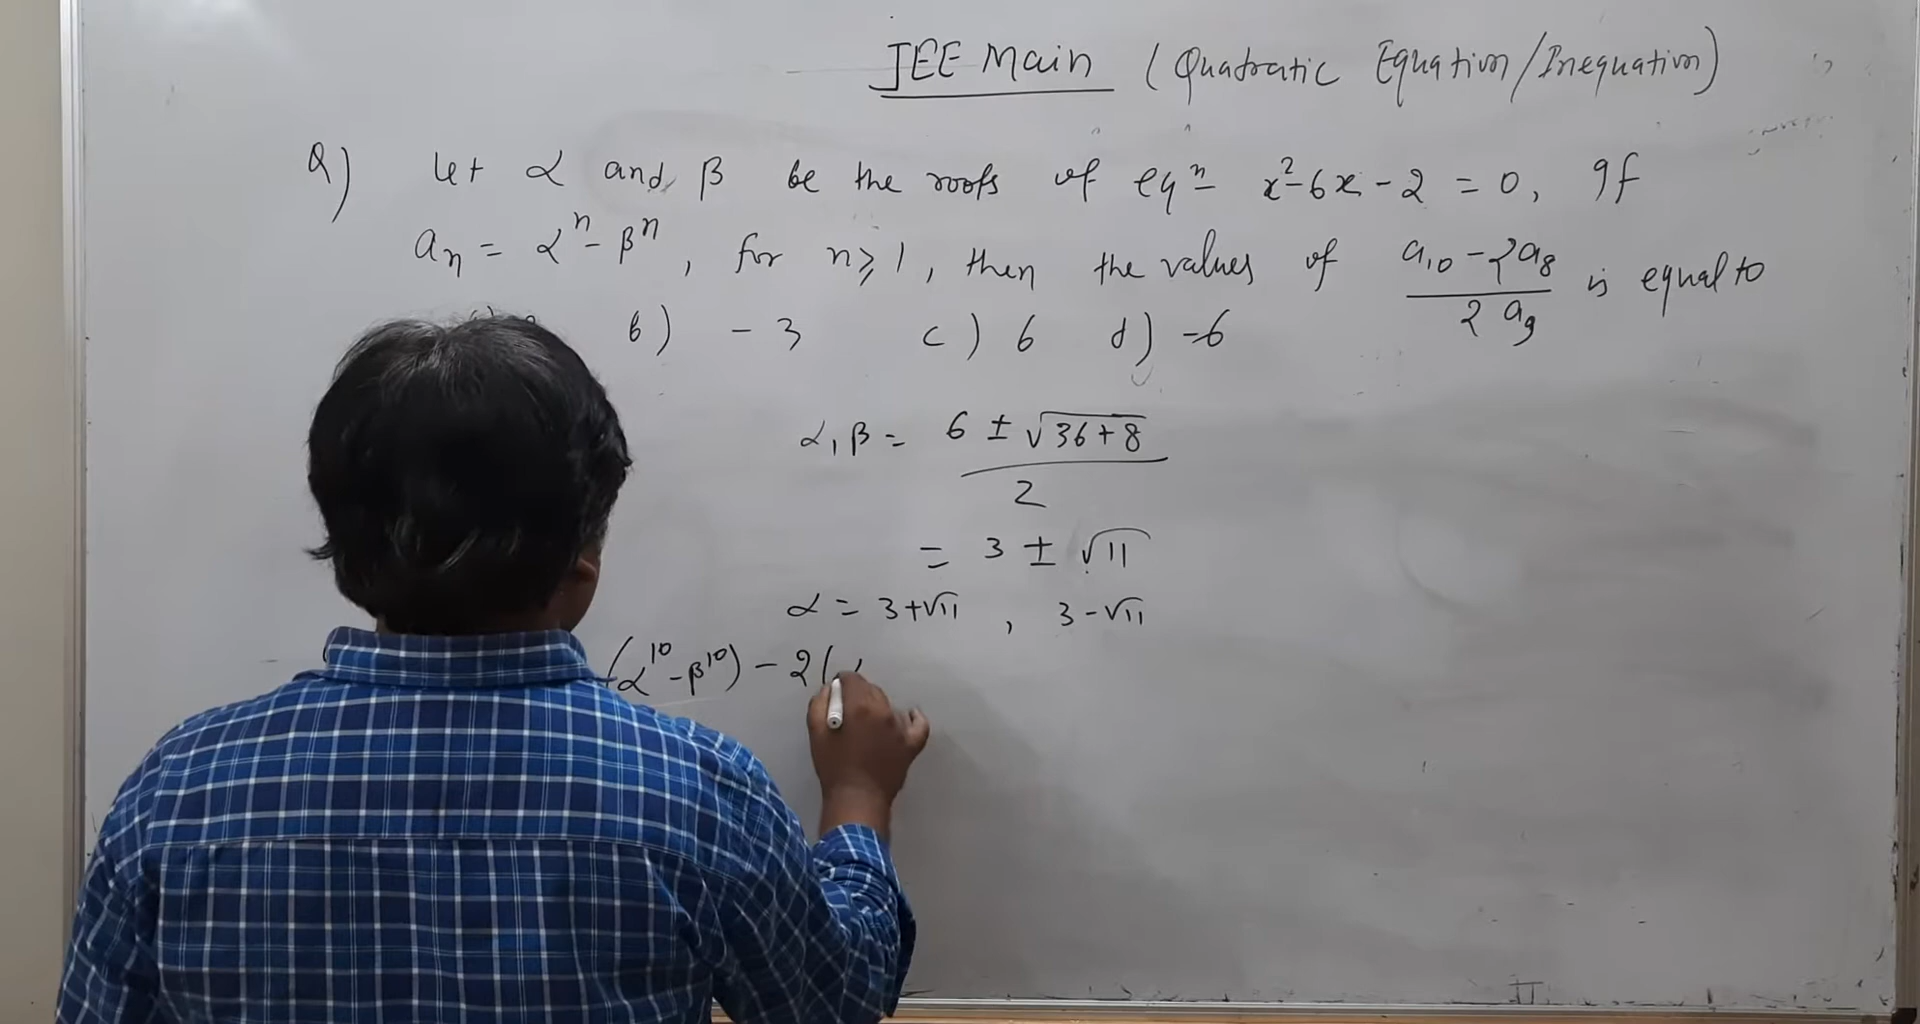 JEE Main (Quadratic Equation/Inequation)
Q) Let α and β be the roots of eqⁿ x²-6x-2 = 0, If
aₙ = αⁿ-βⁿ, for n≥1, then the values of (a₁₀-2a₈)/(2a₉) is equal to
b) -3 c) 6 d) -6
α,β = (6 ± √(36+8))/2
= 3 ± √11
α = 3+√11, 3-√11
(α¹⁰-β¹⁰) - 2(